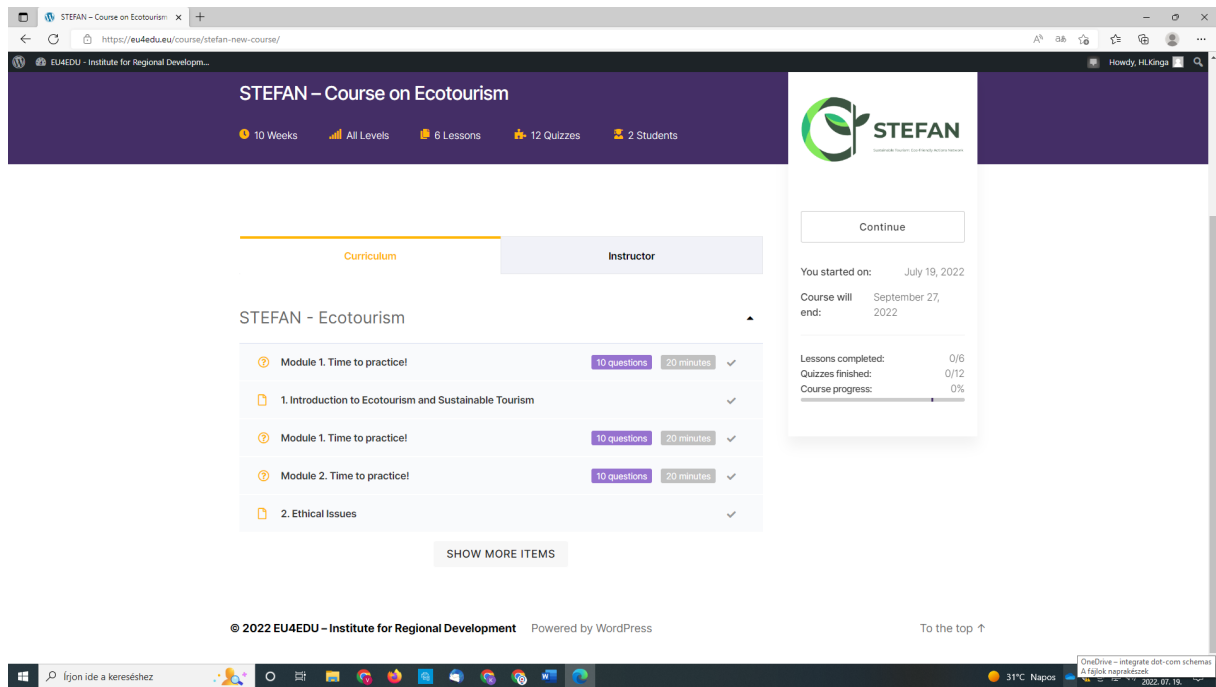 STEFAN – Course on Ecotourism
https://eu4edu.eu/course/stefan-new-course/
EU4EDU - Institute for Regional Developm...
Howdy, HLKinga
STEFAN – Course on Ecotourism
10 Weeks All Levels 6 Lessons 12 Quizzes 2 Students
STEFAN
Continue
Curriculum Instructor
You started on: July 19, 2022
Course will end: September 27, 2022
STEFAN - Ecotourism
Module 1. Time to practice! 10 questions 20 minutes
1. Introduction to Ecotourism and Sustainable Tourism
Module 1. Time to practice! 10 questions 20 minutes
Module 2. Time to practice! 10 questions 20 minutes
2. Ethical Issues
Lessons completed: 0/6
Quizzes finished: 0/12
Course progress: 0%
SHOW MORE ITEMS
© 2022 EU4EDU – Institute for Regional Development Powered by WordPress To the top ↑
Írjon ide a kereséshez
31°C Napos
OneDrive – integrate dot-com schemas
A fájlok naprakészek
2022. 07. 19.